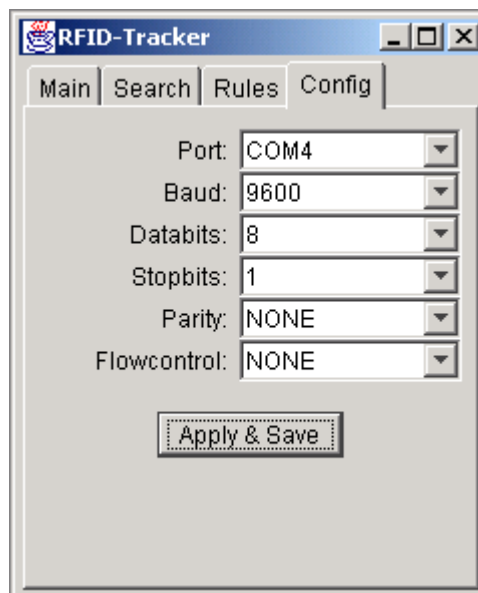 RFID-Tracker
Main Search Rules Config
Port: COM4
Baud: 9600
Databits: 8
Stopbits: 1
Parity: NONE
Flowcontrol: NONE
Apply & Save